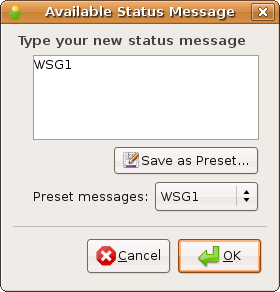 Available Status Message
Type your new status message
WSG1
Save as Preset...
Preset messages: WSG1
Cancel OK